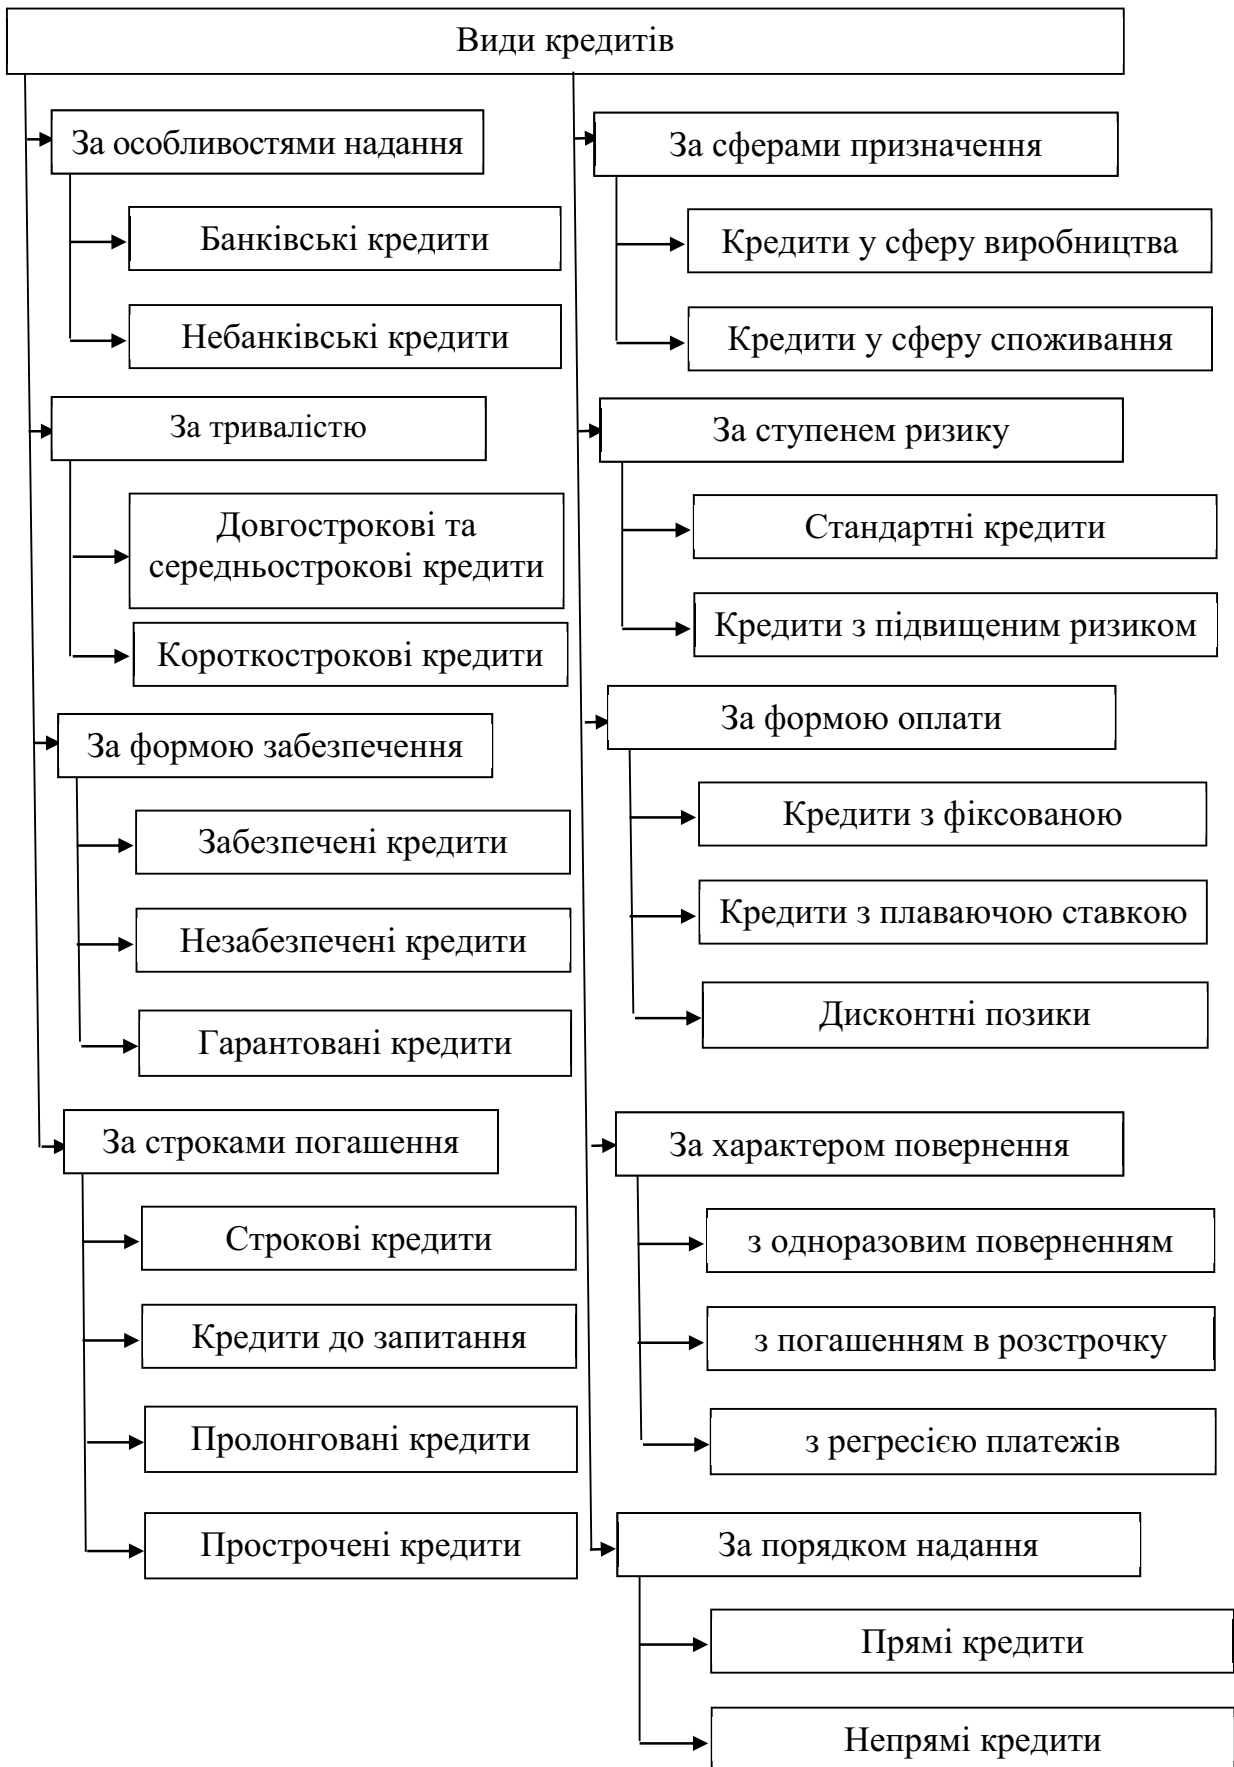 Види кредитів
За особливостями надання
Банківські кредити
Небанківські кредити
За тривалістю
Довгострокові та
середньострокові кредити
Короткострокові кредити
За формою забезпечення
Забезпечені кредити
Незабезпечені кредити
Гарантовані кредити
За строками погашення
Строкові кредити
Кредити до запитання
Пролонговані кредити
Прострочені кредити
За сферами призначення
Кредити у сферу виробництва
Кредити у сферу споживання
За ступенем ризику
Стандартні кредити
Кредити з підвищеним ризиком
За формою оплати
Кредити з фіксованою
Кредити з плаваючою ставкою
Дисконтні позики
За характером повернення
з одноразовим поверненням
з погашенням в розстрочку
з регресією платежів
За порядком надання
Прямі кредити
Непрямі кредити